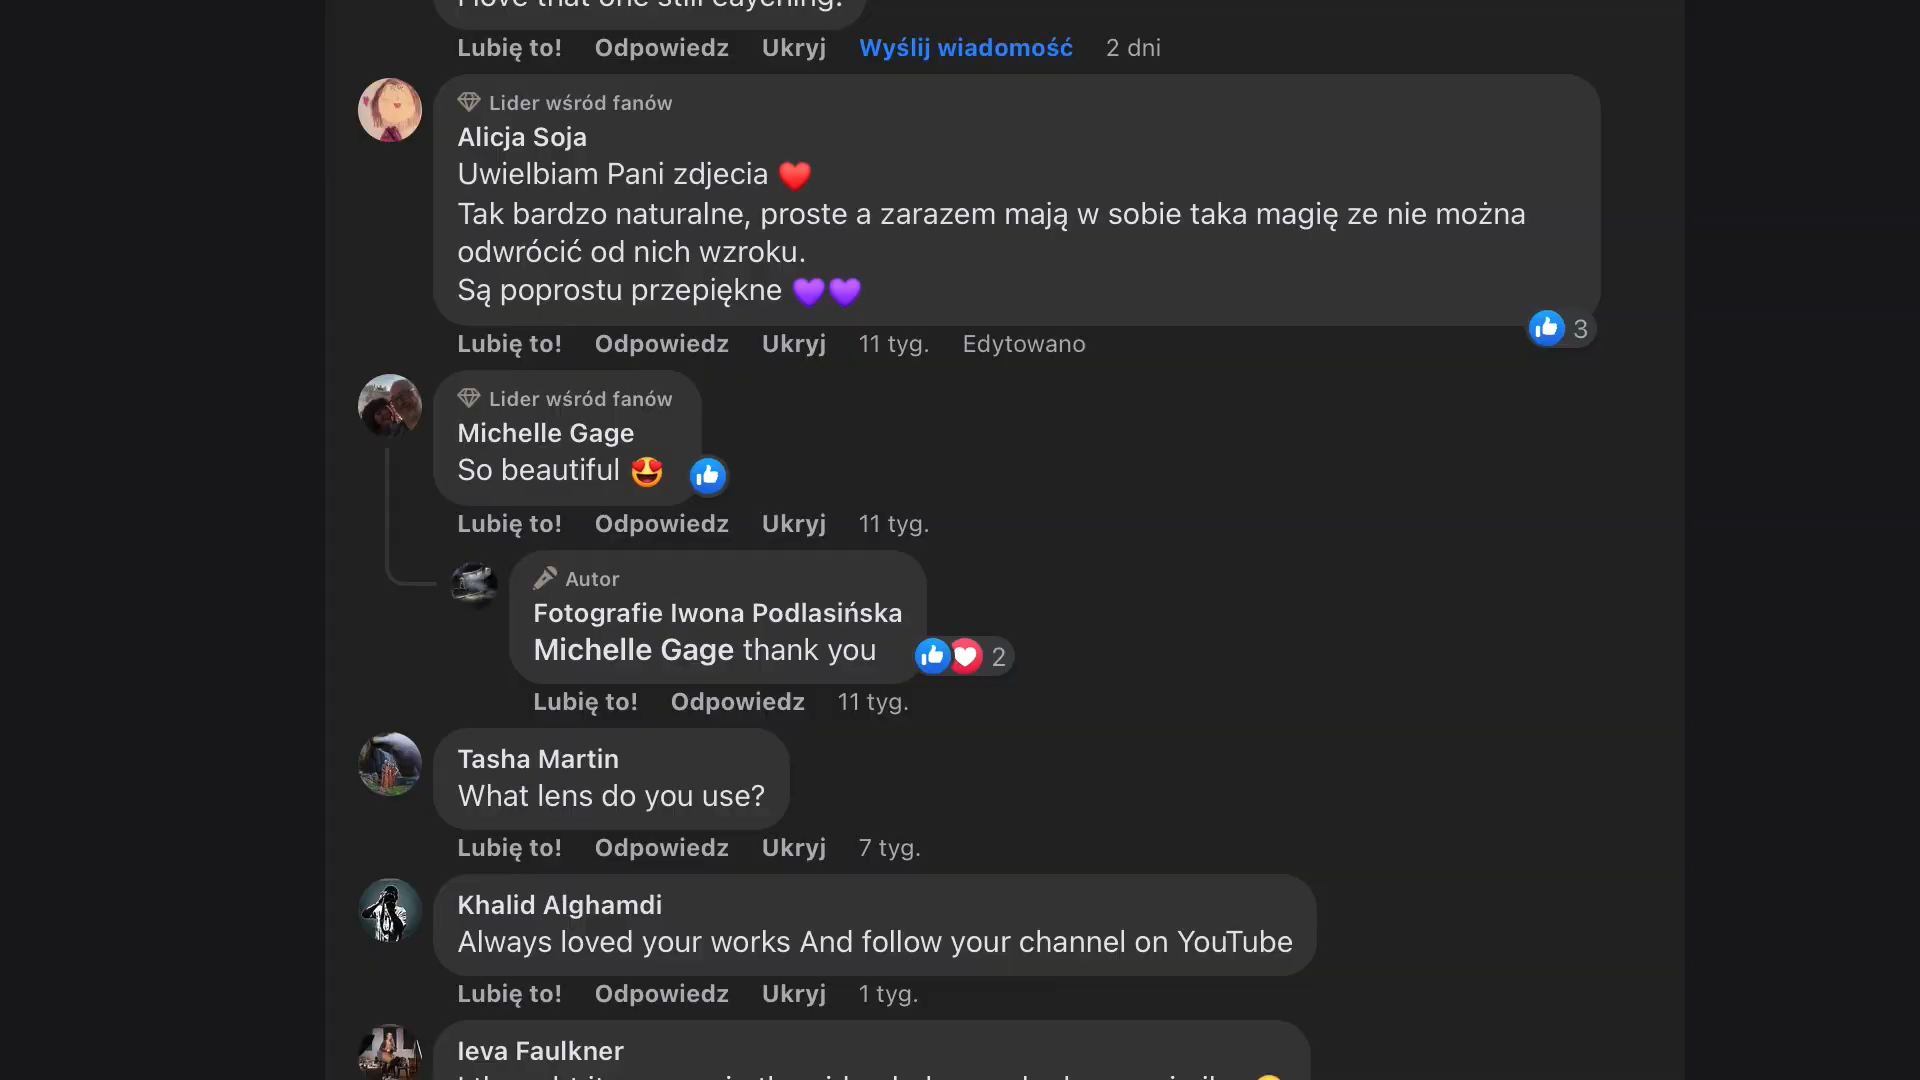 I love that one still
Lubię to! Odpowiedz Ukryj Wyślij wiadomość 2 dni
Lider wśród fanów
Alicja Soja
Uwielbiam Pani zdjecia ❤️
Tak bardzo naturalne, proste a zarazem mają w sobie taka magię ze nie można
odwrócić od nich wzroku.
Są poprostu przepiękne 💜💜
3
Lubię to! Odpowiedz Ukryj 11 tyg. Edytowano
Lider wśród fanów
Michelle Gage
So beautiful 😍
Lubię to! Odpowiedz Ukryj 11 tyg.
Autor
Fotografie Iwona Podlasińska
Michelle Gage thank you
2
Lubię to! Odpowiedz 11 tyg.
Tasha Martin
What lens do you use?
Lubię to! Odpowiedz Ukryj 7 tyg.
Khalid Alghamdi
Always loved your works And follow your channel on YouTube
Lubię to! Odpowiedz Ukryj 1 tyg.
Ieva Faulkner